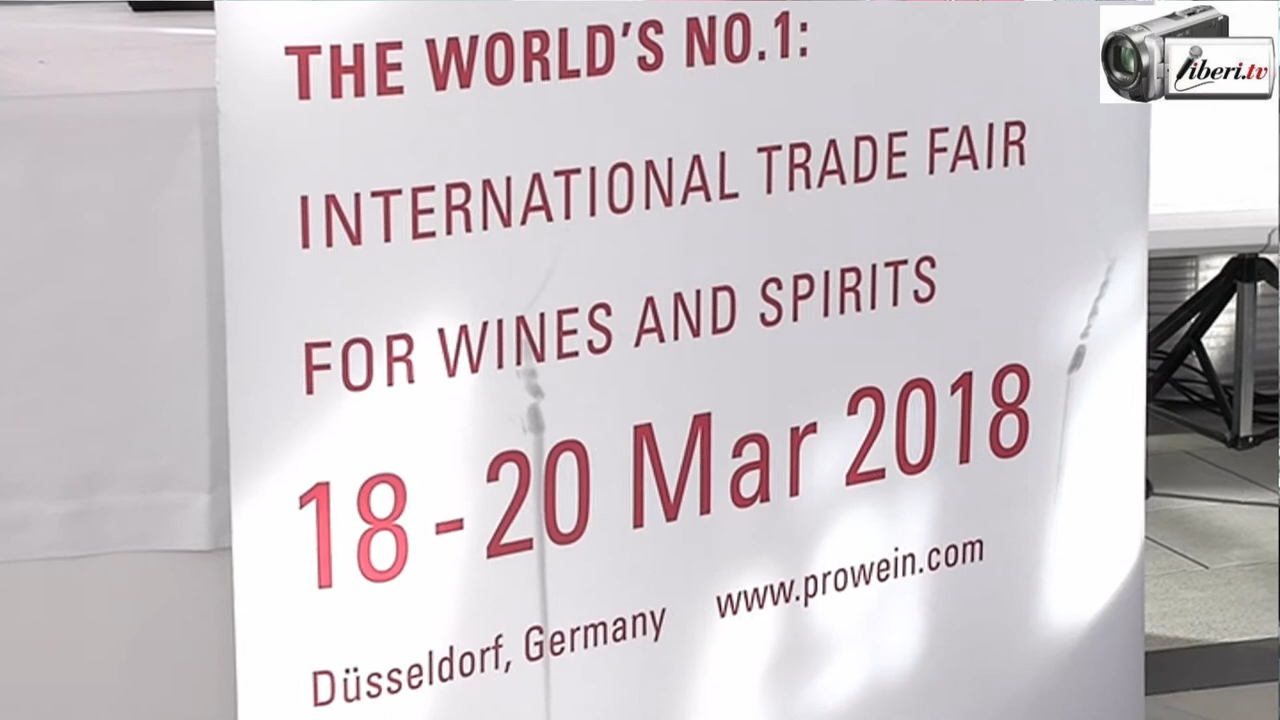 THE WORLD'S NO.1:
INTERNATIONAL TRADE FAIR
FOR WINES AND SPIRITS
18 - 20 Mar 2018
Düsseldorf, Germany www.prowein.com
liberi.tv